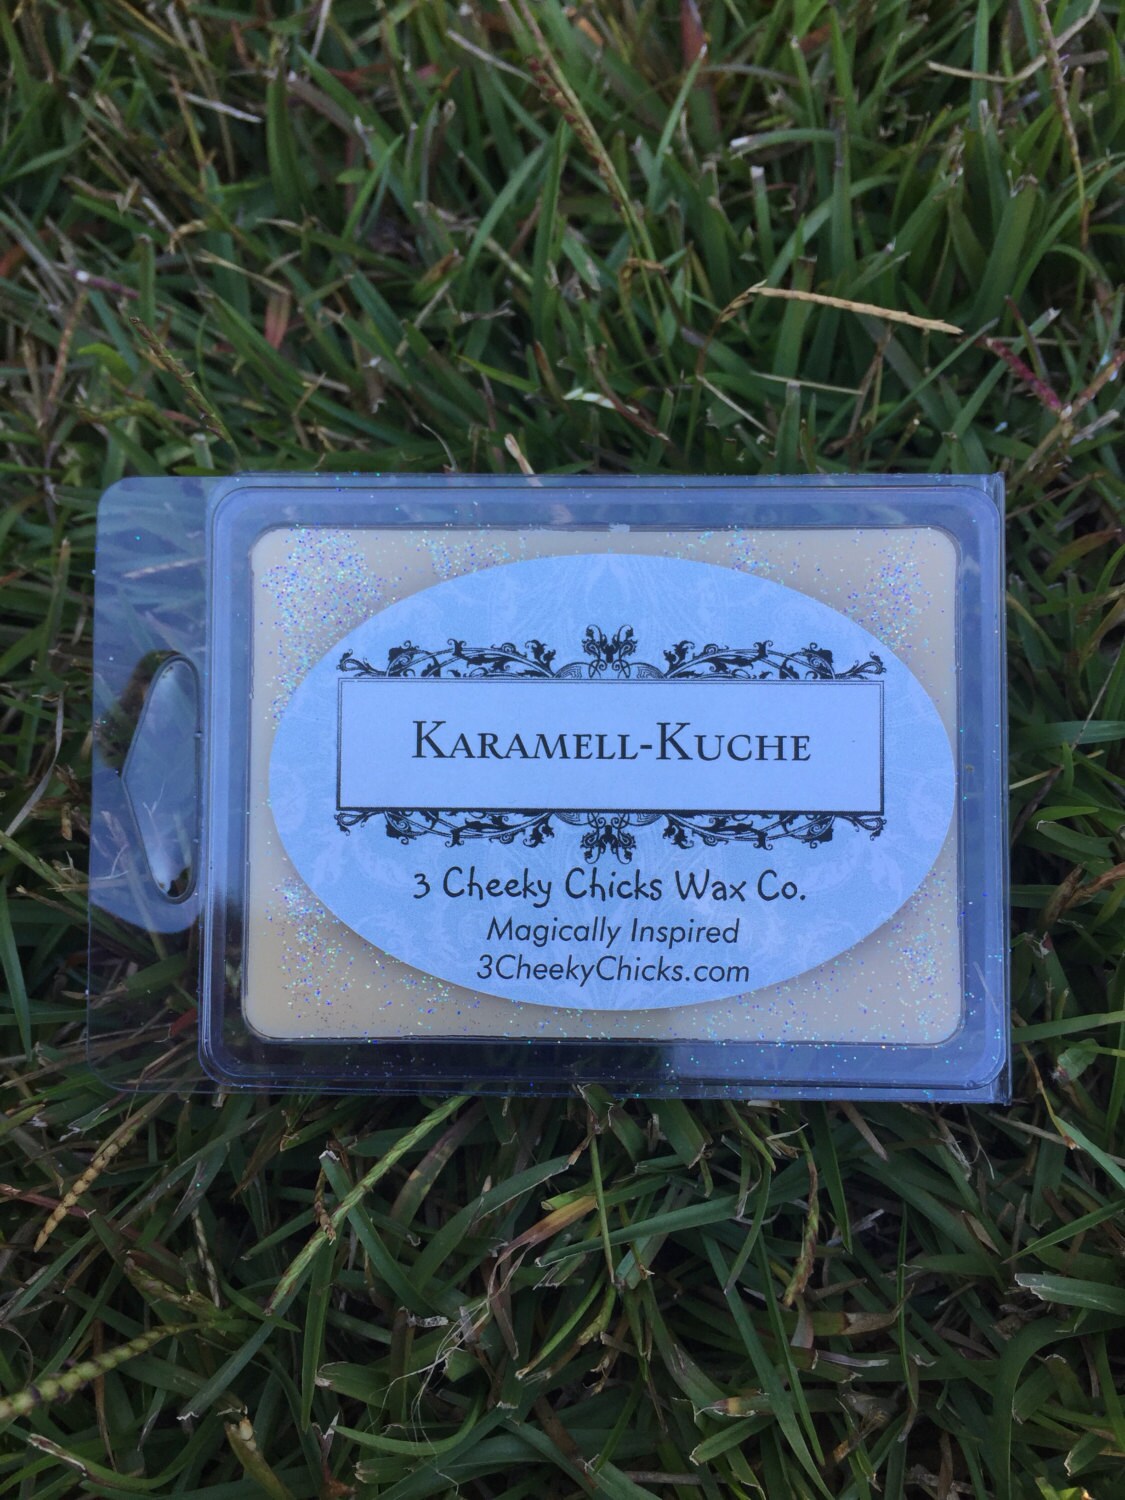 Karamell-Kuche
3 Cheeky Chicks Wax Co.
Magically Inspired
3CheekyChicks.com